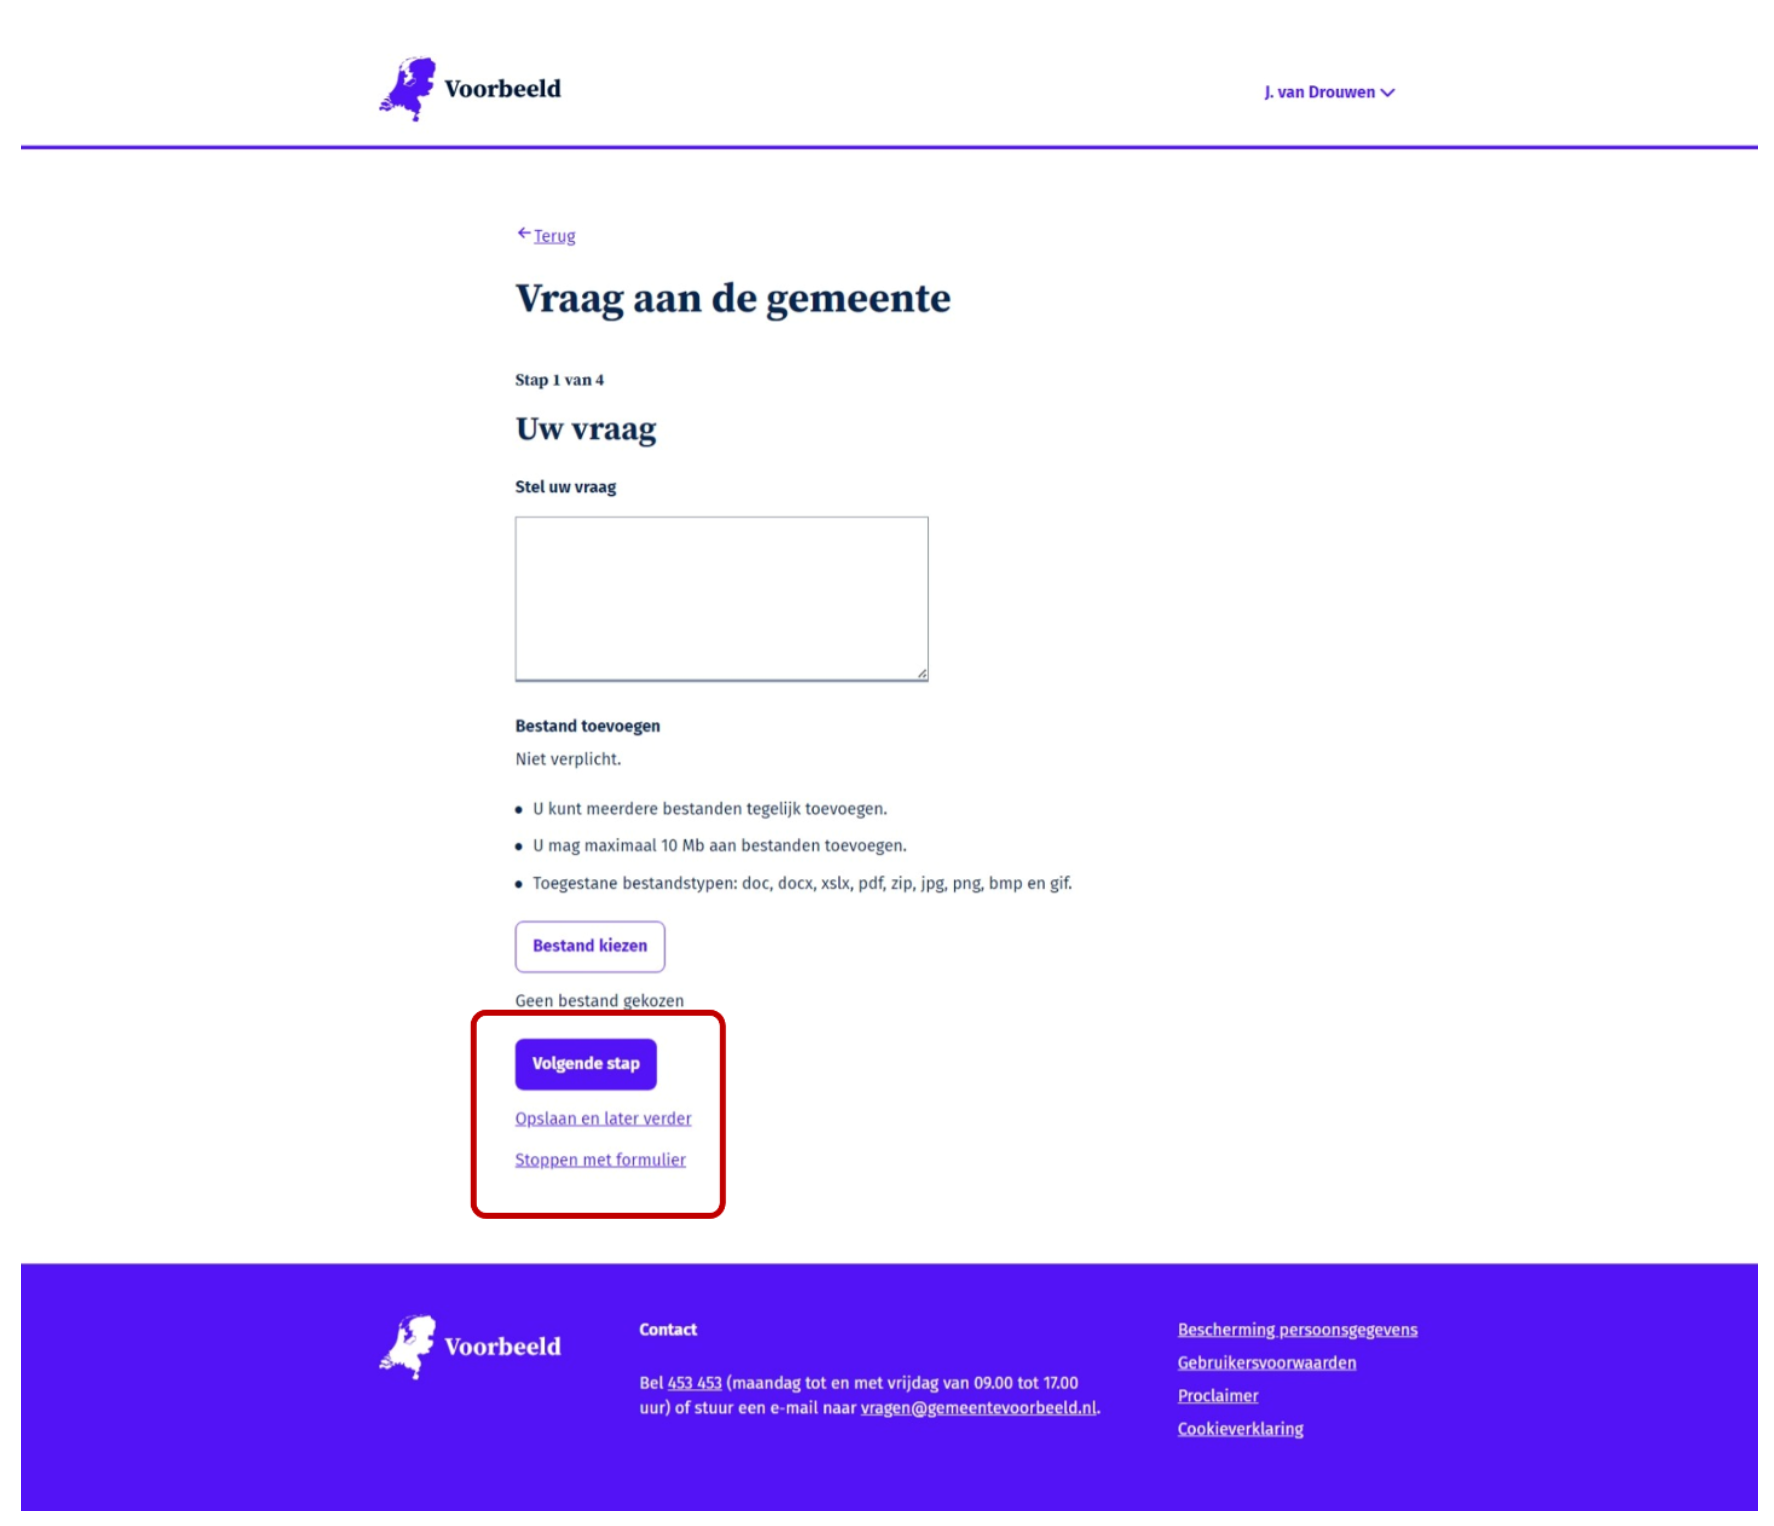 Voorbeeld
J. van Drouwen
Terug
Vraag aan de gemeente
Stap 1 van 4
Uw vraag
Stel uw vraag
Bestand toevoegen
Niet verplicht.
U kunt meerdere bestanden tegelijk toevoegen.
U mag maximaal 10 Mb aan bestanden toevoegen.
Toegestane bestandstypen: doc, docx, xslx, pdf, zip, jpg, png, bmp en gif.
Bestand kiezen
Geen bestand gekozen
Volgende stap
Opslaan en later verder
Stoppen met formulier
Voorbeeld
Contact
Bel 453 453 (maandag tot en met vrijdag van 09.00 tot 17.00
uur) of stuur een e-mail naar vragen@gemeentevoorbeeld.nl.
Bescherming persoonsgegevens
Gebruikersvoorwaarden
Proclaimer
Cookieverklaring